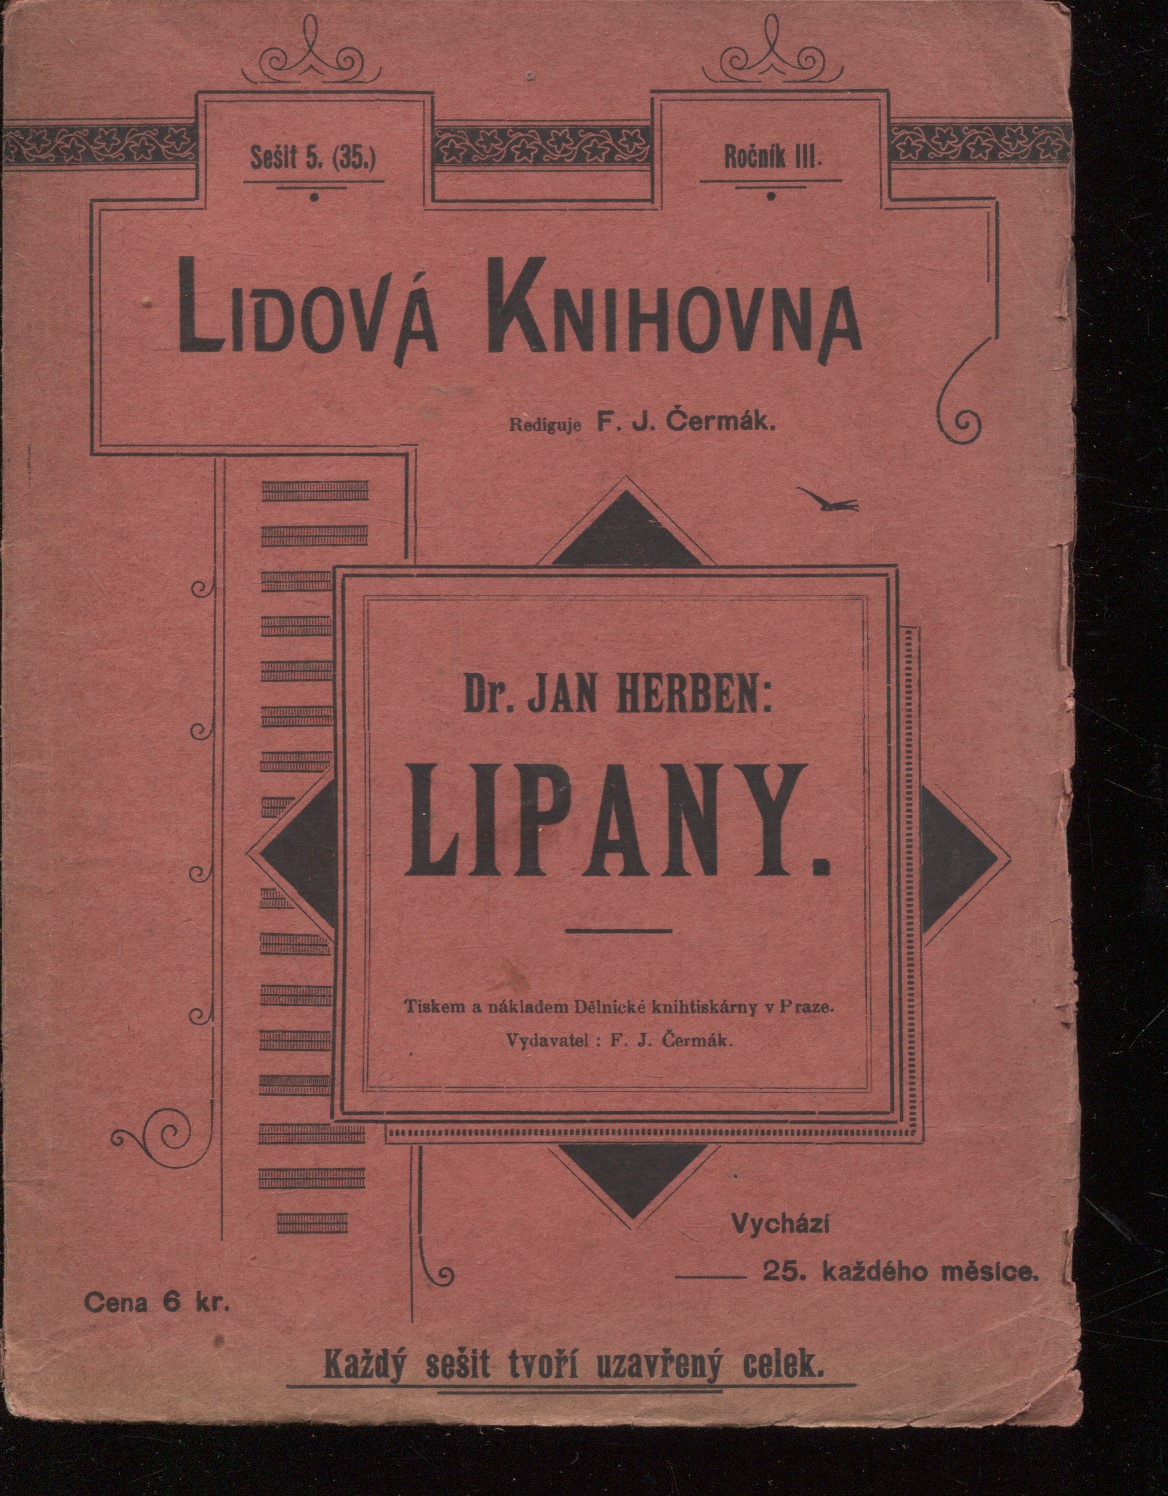 Sešit 5. (35.)
Ročník III.
LIDOVÁ KNIHOVNA
Rediguje F. J. Čermák.
Dr. JAN HERBEN:
LIPANY.
Tiskem a nákladem Dělnické knihtiskárny v Praze.
Vydavatel : F. J. Čermák.
Vychází
25. každého měsíce.
Cena 6 kr.
Každý sešit tvoří uzavřený celek.